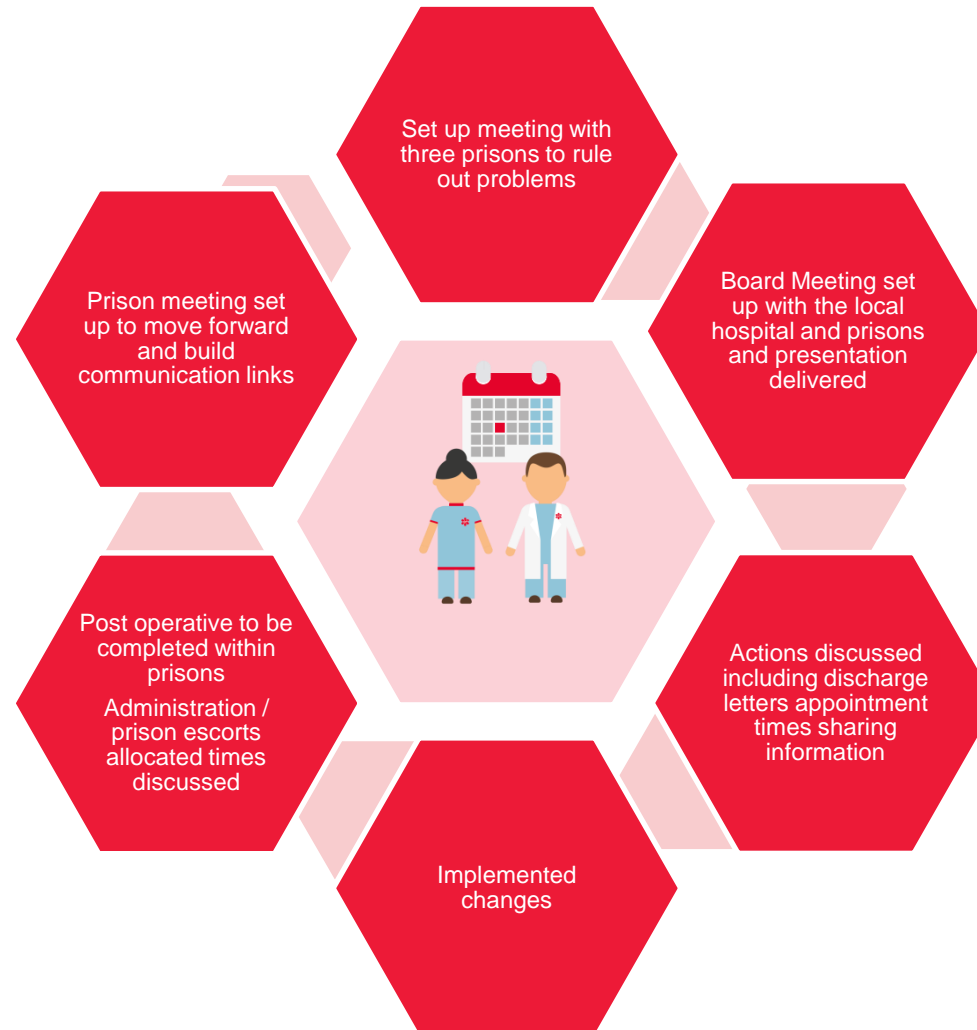 Set up meeting with
three prisons to rule
out problems
Board Meeting set
up with the local
hospital and prisons
and presentation
delivered
Actions discussed
including discharge
letters appointment
times sharing
information
Implemented
changes
Post operative to be
completed within
prisons
Administration /
prison escorts
allocated times
discussed
Prison meeting set
up to move forward
and build
communication links